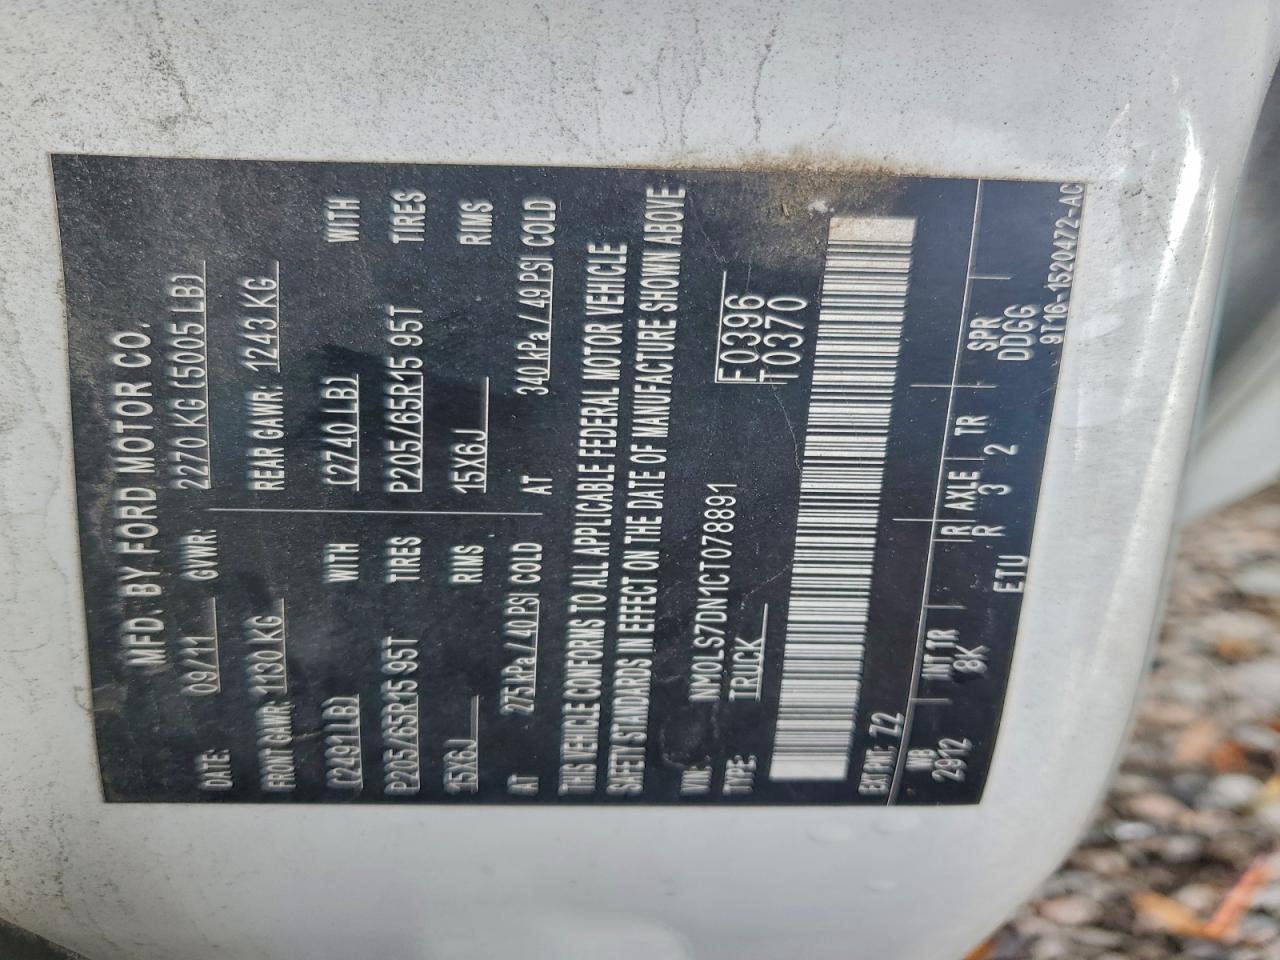 MFD. BY FORD MOTOR CO.
DATE: 09/11 GVWR: 2270 KG (5005 LB)
FRONT GAWR: 1130 KG REAR GAWR: 1243 KG
(2491 LB) WITH (2740 LB) WITH
P205/65R15 95T TIRES P205/65R15 95T TIRES
15X6J RIMS 15X6J RIMS
AT 275 kPa / 40 PSI COLD AT 340 kPa / 49 PSI COLD
THIS VEHICLE CONFORMS TO ALL APPLICABLE FEDERAL MOTOR VEHICLE
SAFETY STANDARDS IN EFFECT ON THE DATE OF MANUFACTURE SHOWN ABOVE
VIN: NM0LS7DN1CT078891 F0396
TYPE: TRUCK T0370
EXT PNT: Z2
WB INT TR R AXLE TR SPR
2912 8K R 3 2 DDGG
ETU 9T16-1520472-AC